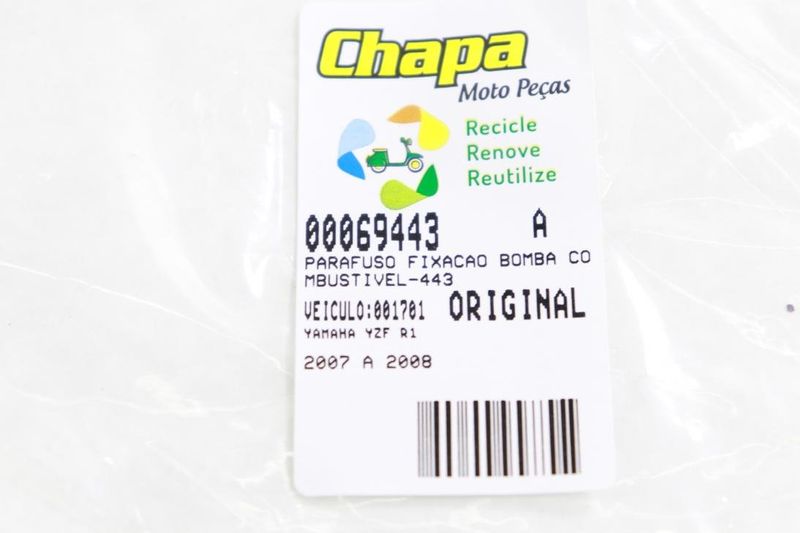 Chapa
Moto Peças
Recicle
Renove
Reutilize
00069443 A
PARAFUSO FIXACAO BOMBA CO
MBUSTIVEL-443
VEICULO:001701 ORIGINAL
YAMAHA YZF R1
2007 A 2008